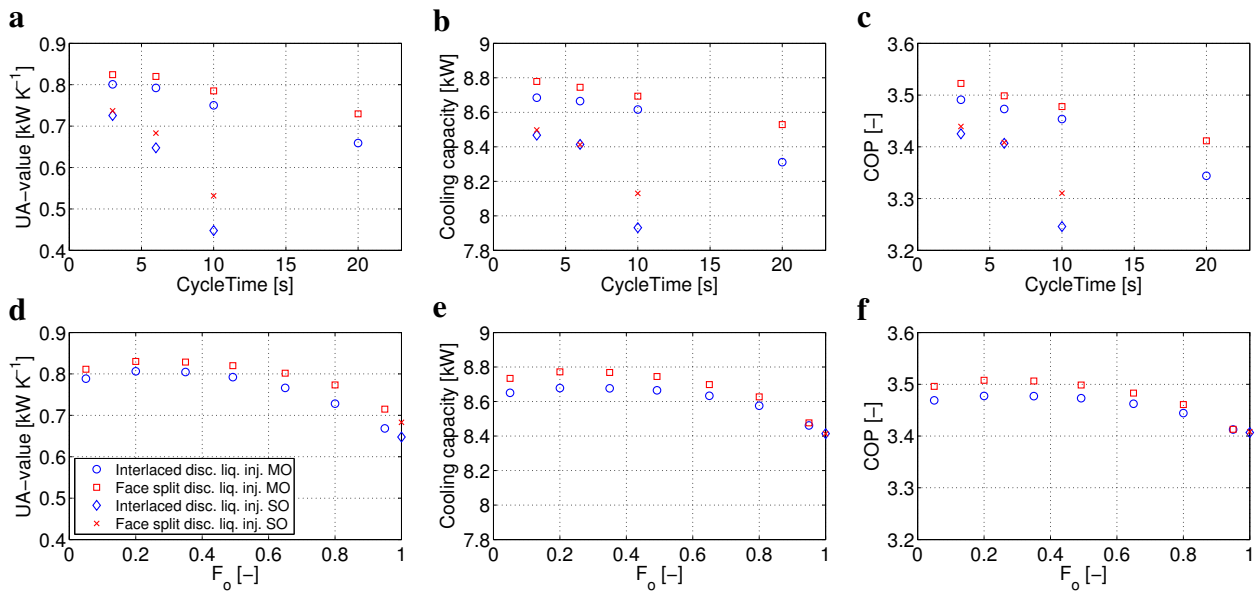 a
0.9
0.8
0.7
0.6
0.5
0.4
UA−value [kW K−1]
0 5 10 15 20
CycleTime [s]
b
9
8.8
8.6
8.4
8.2
8
7.8
Cooling capacity [kW]
0 5 10 15 20
CycleTime [s]
c
3.6
3.5
3.4
3.3
3.2
COP [−]
0 5 10 15 20
CycleTime [s]
d
0.9
0.8
0.7
0.6
0.5
0.4
UA−value [kW K−1]
Interlaced disc. liq. inj. MO
Face split disc. liq. inj. MO
Interlaced disc. liq. inj. SO
Face split disc. liq. inj. SO
0 0.2 0.4 0.6 0.8 1
Fo [−]
e
9
8.8
8.6
8.4
8.2
8
7.8
Cooling capacity [kW]
0 0.2 0.4 0.6 0.8 1
Fo [−]
f
3.6
3.5
3.4
3.3
3.2
COP [−]
0 0.2 0.4 0.6 0.8 1
Fo [−]